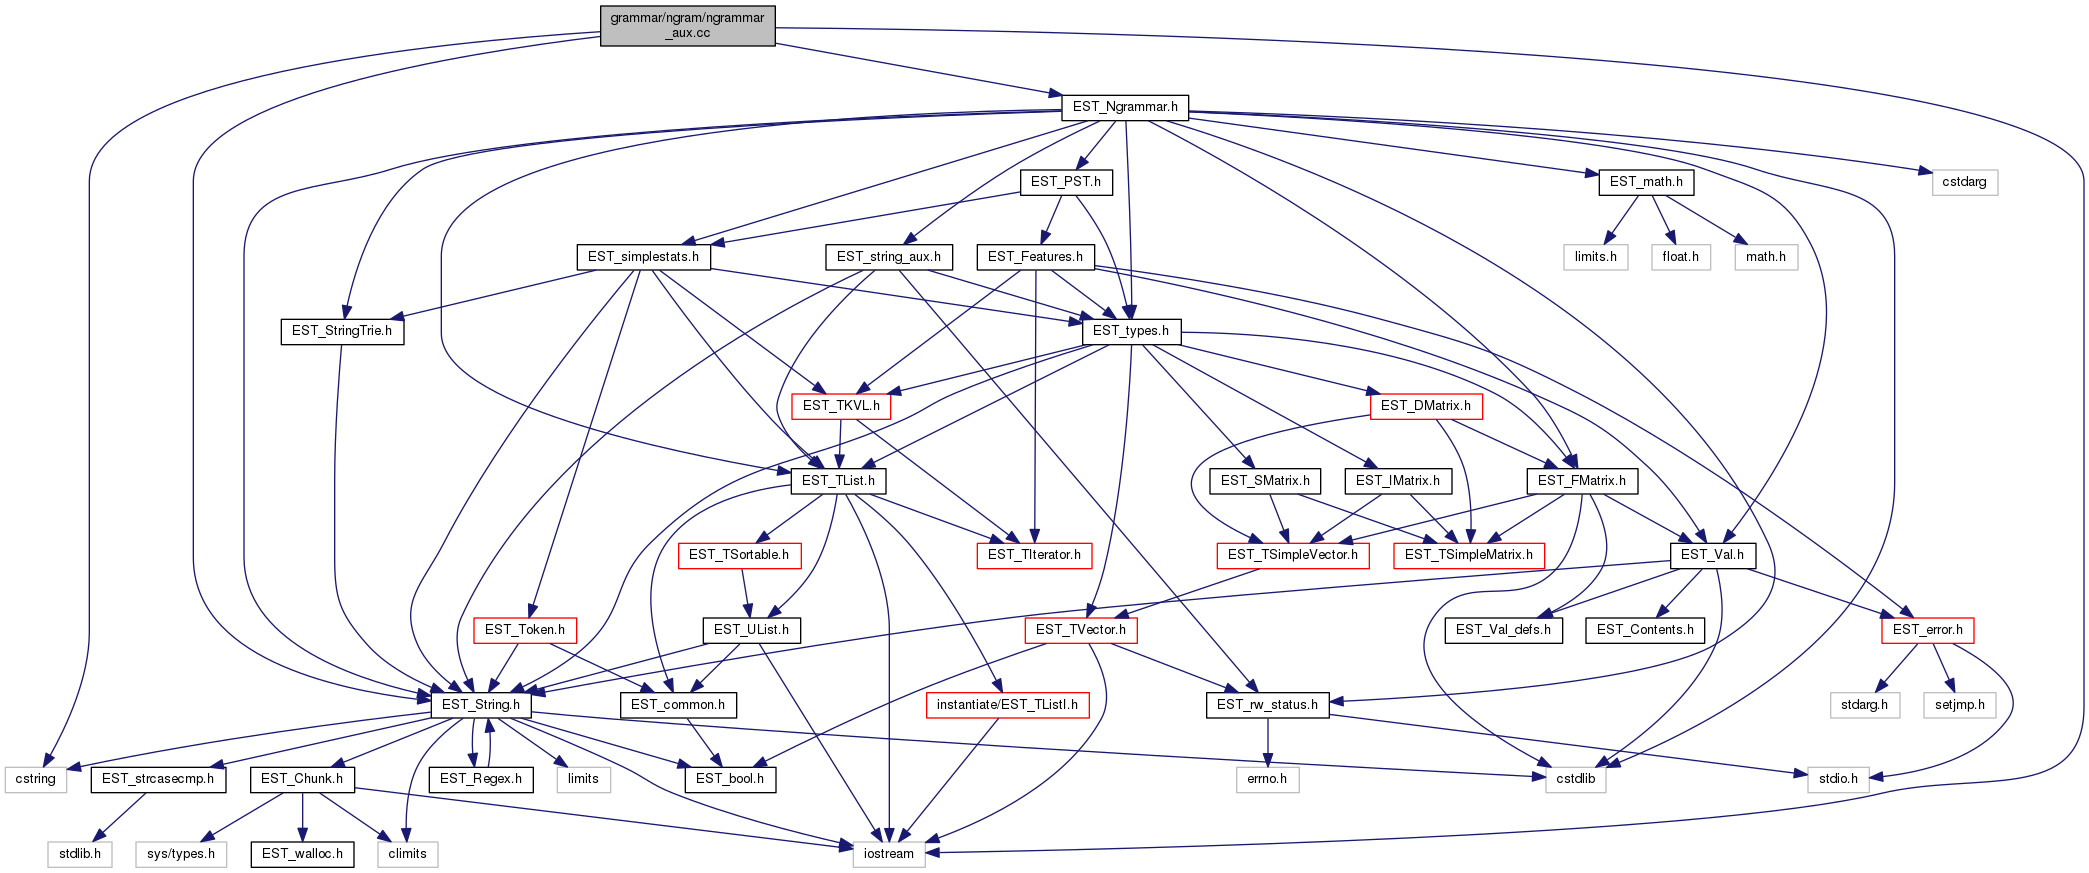 grammar/ngram/ngrammar
_aux.cc
EST_Ngrammar.h
EST_PST.h
EST_math.h
cstdarg
EST_simplestats.h
EST_string_aux.h
EST_Features.h
limits.h
float.h
math.h
EST_StringTrie.h
EST_types.h
EST_TKVL.h
EST_DMatrix.h
EST_TList.h
EST_SMatrix.h
EST_IMatrix.h
EST_FMatrix.h
EST_TSortable.h
EST_TIterator.h
EST_TSimpleVector.h
EST_TSimpleMatrix.h
EST_Val.h
EST_Token.h
EST_UList.h
EST_TVector.h
EST_Val_defs.h
EST_Contents.h
EST_error.h
EST_String.h
EST_common.h
instantiate/EST_TListI.h
EST_rw_status.h
stdarg.h
setjmp.h
cstring
EST_strcasecmp.h
EST_Chunk.h
EST_Regex.h
limits
EST_bool.h
errno.h
cstdlib
stdio.h
stdlib.h
sys/types.h
EST_walloc.h
climits
iostream